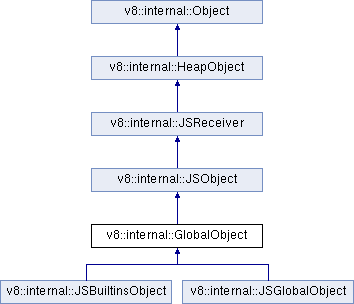 v8::internal::Object
v8::internal::HeapObject
v8::internal::JSReceiver
v8::internal::JSObject
v8::internal::GlobalObject
v8::internal::JSBuiltinsObject
v8::internal::JSGlobalObject